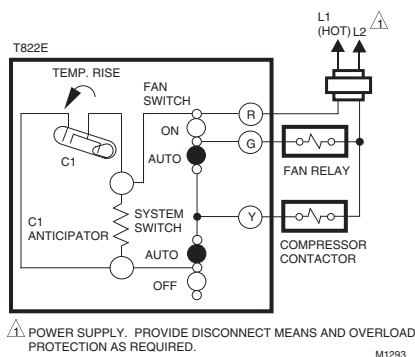 L1
(HOT) L2 1
T822E
TEMP. RISE
FAN
SWITCH
R
ON
G
C1
AUTO
FAN RELAY
C1
ANTICIPATOR
SYSTEM
SWITCH
Y
AUTO
COMPRESSOR
CONTACTOR
OFF
1 POWER SUPPLY. PROVIDE DISCONNECT MEANS AND OVERLOAD
PROTECTION AS REQUIRED.
M1293